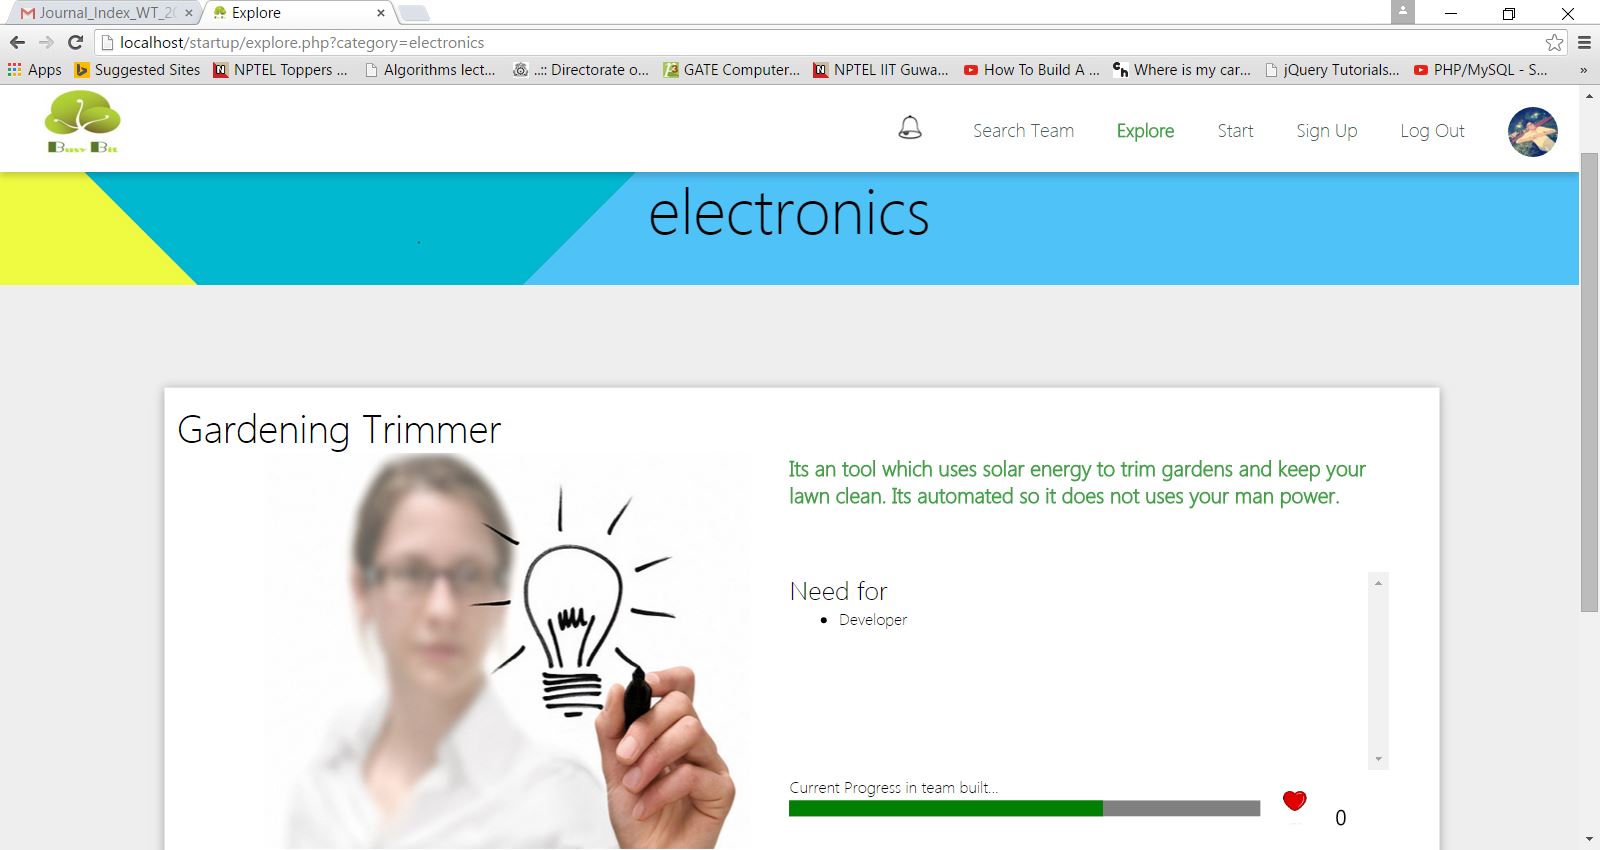 Journal_Index_WT_20
Explore
localhost/startup/explore.php?category=electronics
Apps
Suggested Sites
NPTEL Toppers ...
Algorithms lect...
..:: Directorate o...
GATE Computer...
NPTEL IIT Guwa...
How To Build A ...
Where is my car...
jQuery Tutorials...
PHP/MySQL - S...
»
Busy Bit
Search Team
Explore
Start
Sign Up
Log Out
electronics
Gardening Trimmer
Its an tool which uses solar energy to trim gardens and keep your
lawn clean. Its automated so it does not uses your man power.
Need for
Developer
Current Progress in team built...
0